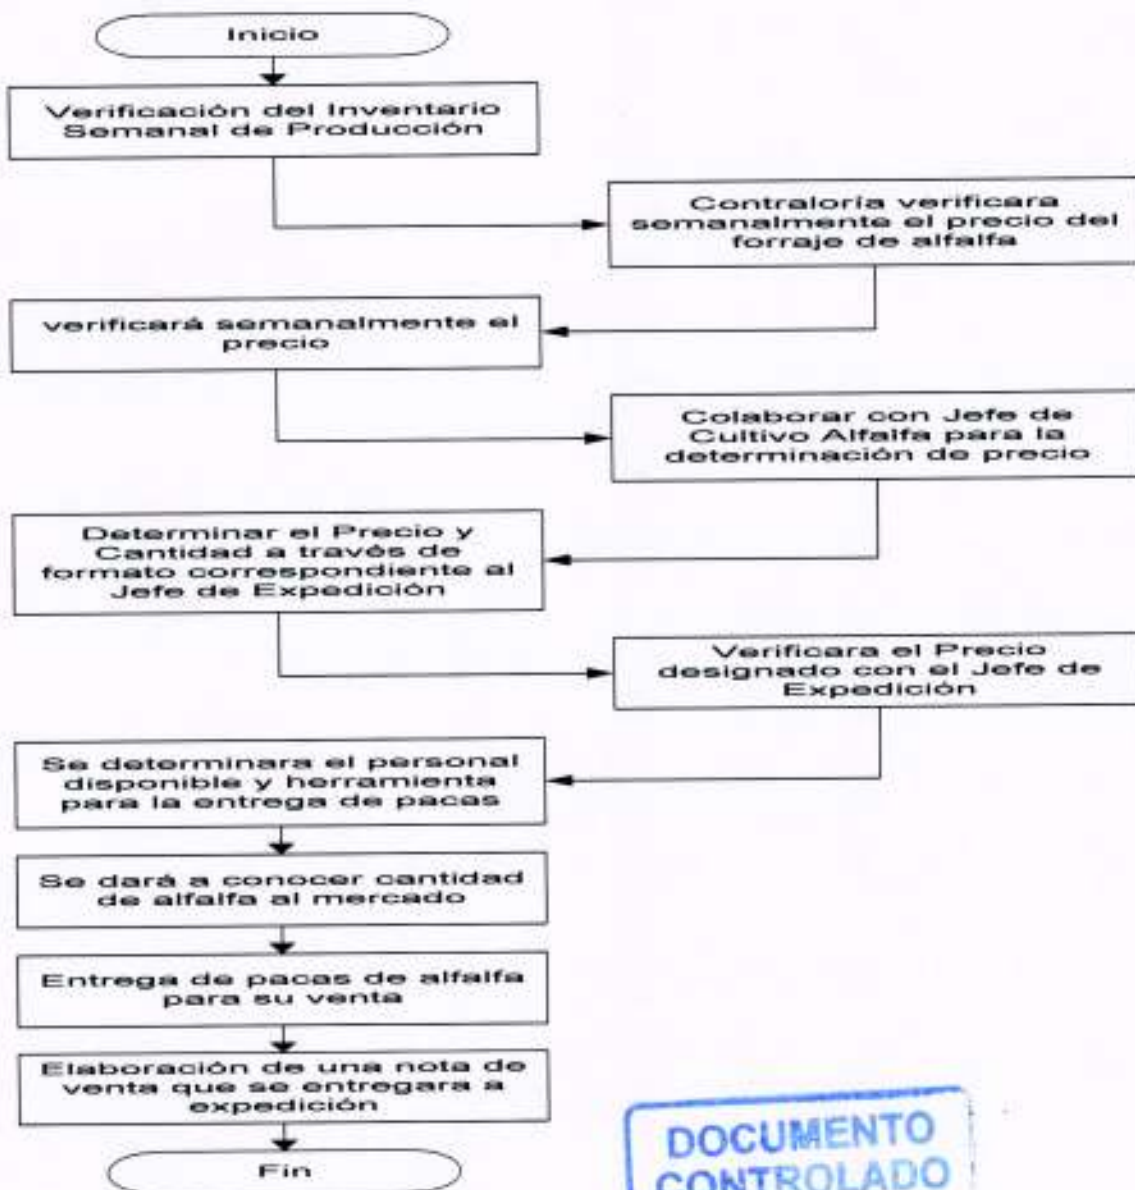 Inicio
Verificación del Inventario
Semanal de Producción
Contraloría verificara
semanalmente el precio del
forraje de alfalfa
verificará semanalmente el
precio
Colaborar con Jefe de
Cultivo Alfalfa para la
determinación de precio
Determinar el Precio y
Cantidad a través de
formato correspondiente al
Jefe de Expedición
Verificara el Precio
designado con el Jefe de
Expedición
Se determinara el personal
disponible y herramienta
para la entrega de pacas
Se dará a conocer cantidad
de alfalfa al mercado
Entrega de pacas de alfalfa
para su venta
Elaboración de una nota de
venta que se entregara a
expedición
Fin
DOCUMENTO
CONTROLADO